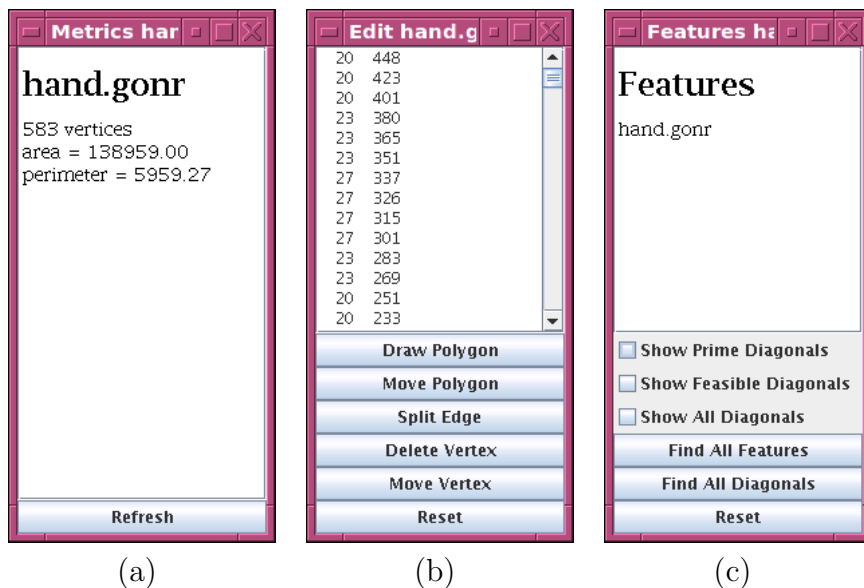 Metrics har
hand.gonr
583 vertices
area = 138959.00
perimeter = 5959.27
Refresh
(a)
Edit hand.g
20 448
20 423
20 401
23 380
23 365
23 351
27 337
27 326
27 315
27 301
23 283
23 269
20 251
20 233
Draw Polygon
Move Polygon
Split Edge
Delete Vertex
Move Vertex
Reset
(b)
Features ha
Features
hand.gonr
Show Prime Diagonals
Show Feasible Diagonals
Show All Diagonals
Find All Features
Find All Diagonals
Reset
(c)